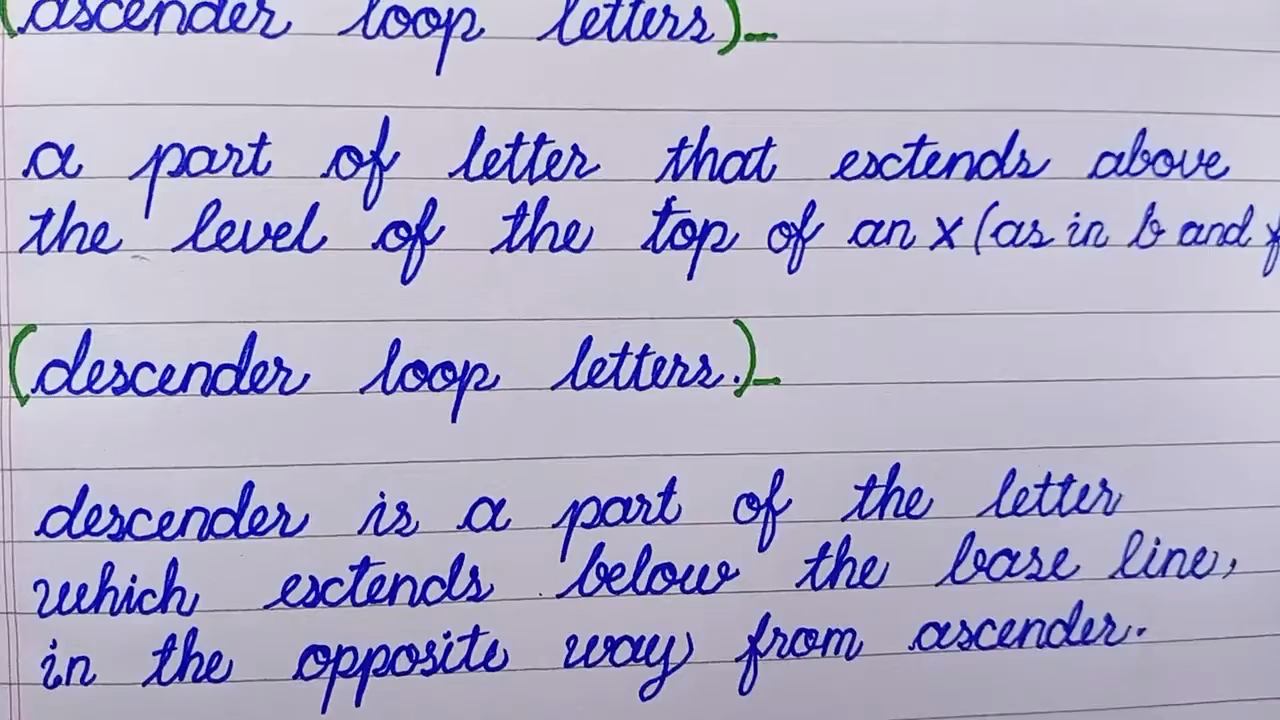 (ascender loop letters)-
a part of letter that extends above
the level of the top of an x (as in b and f
(descender loop letters.)-
descender is a part of the letter
which extends below the base line,
in the opposite way from ascender.